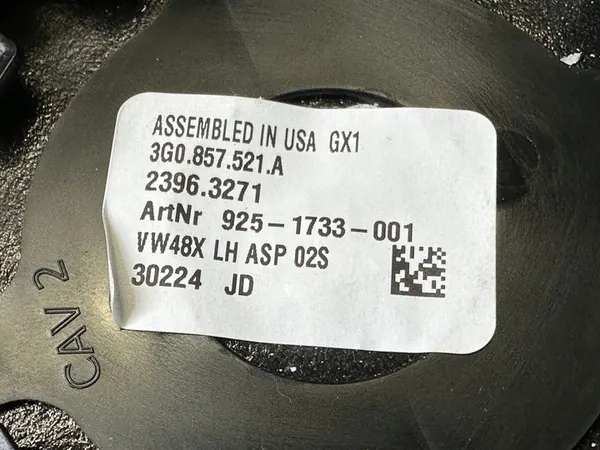 ASSEMBLED IN USA GX1
3G0.857.521.A
2396.3271
ArtNr 925-1733-001
VW48X LH ASP 02S
30224 JD
CAV 2